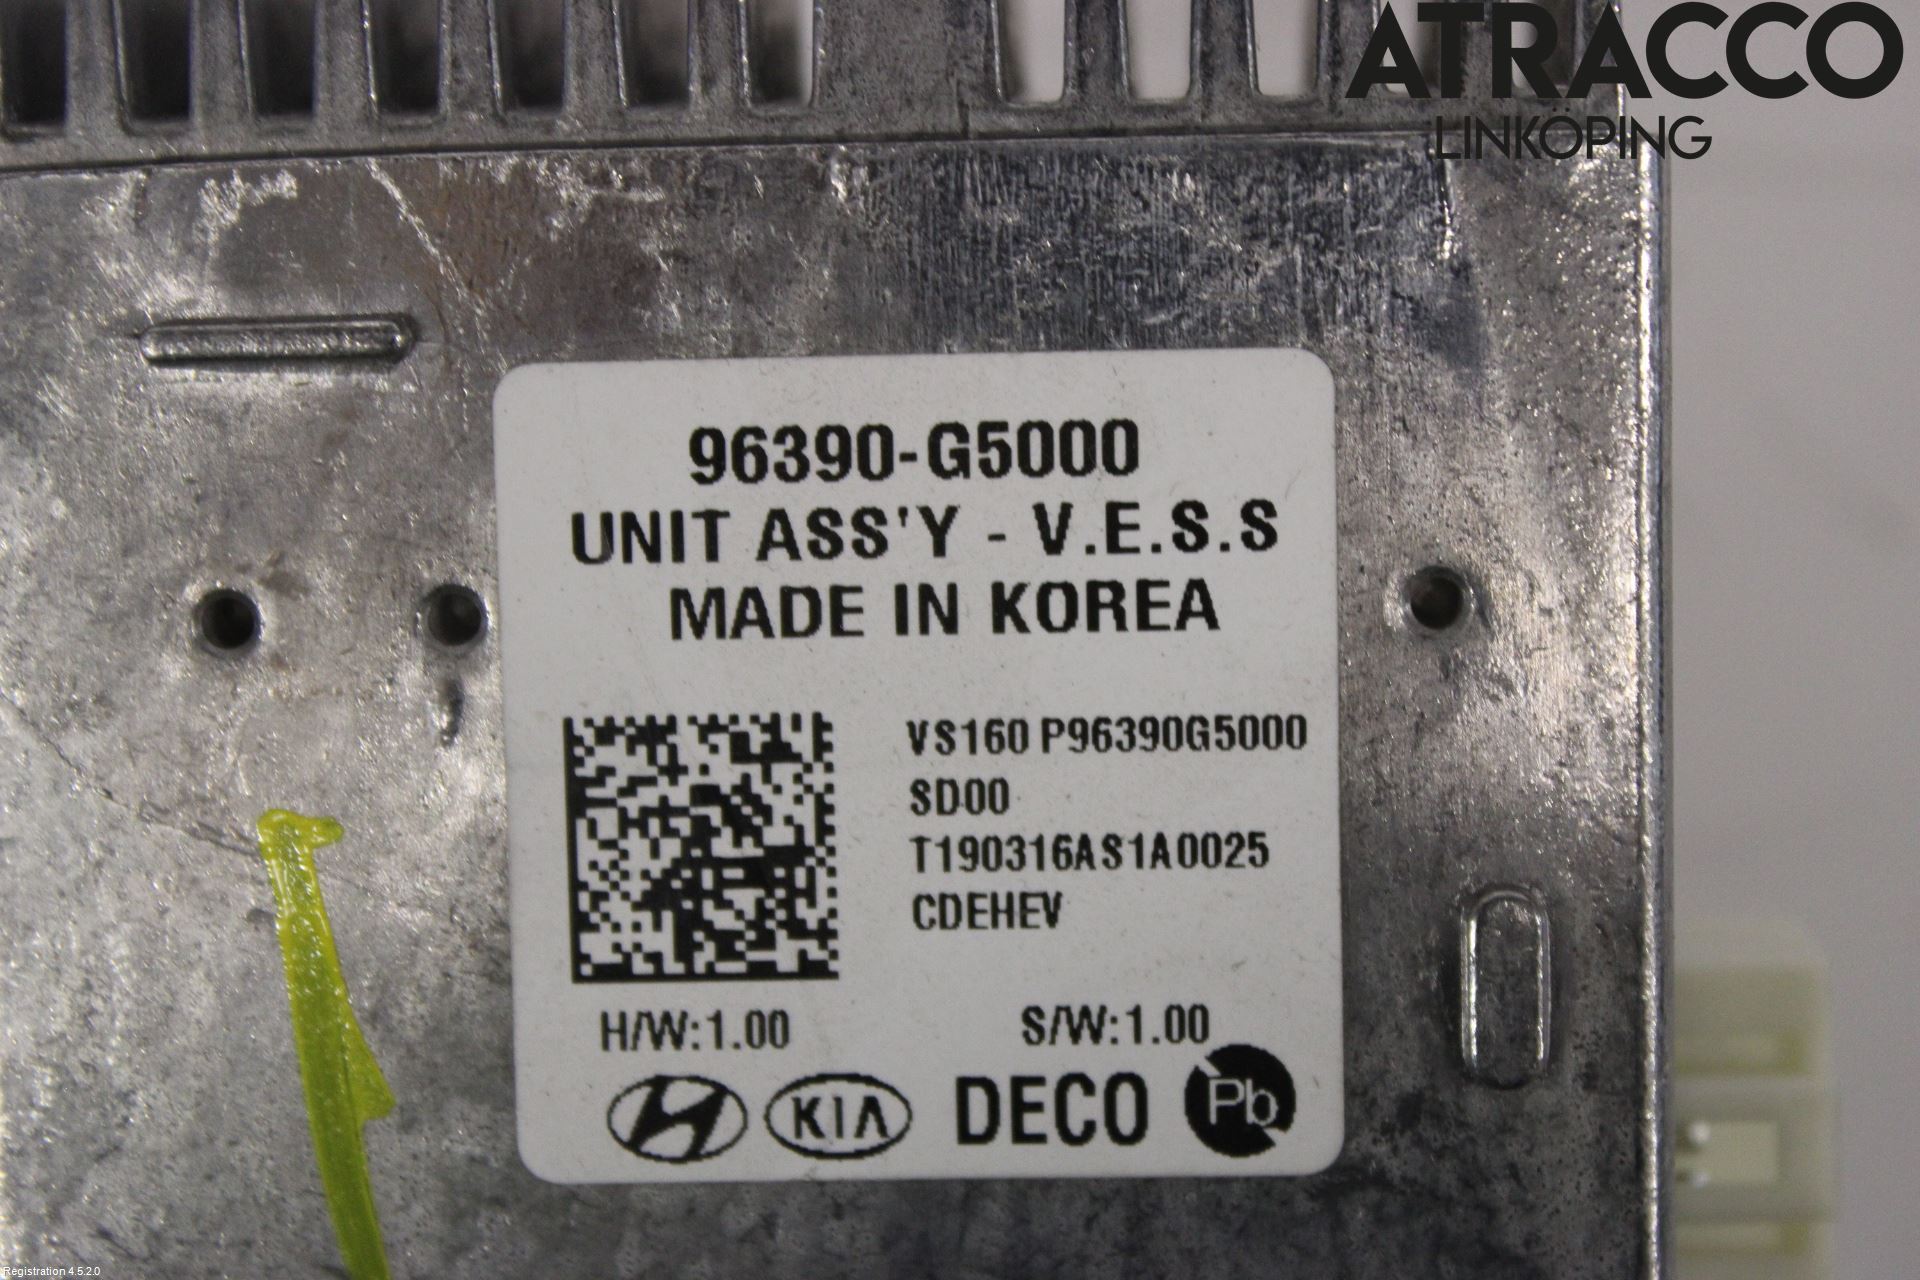 ATRACCO
LINKÖPING
96390-G5000
UNIT ASS'Y - V.E.S.S
MADE IN KOREA
VS160 P96390G5000
SD00
T190316AS1A0025
CDEHEV
H/W:1.00 S/W:1.00
KIA DECO Pb
Registration 4.5.2.0